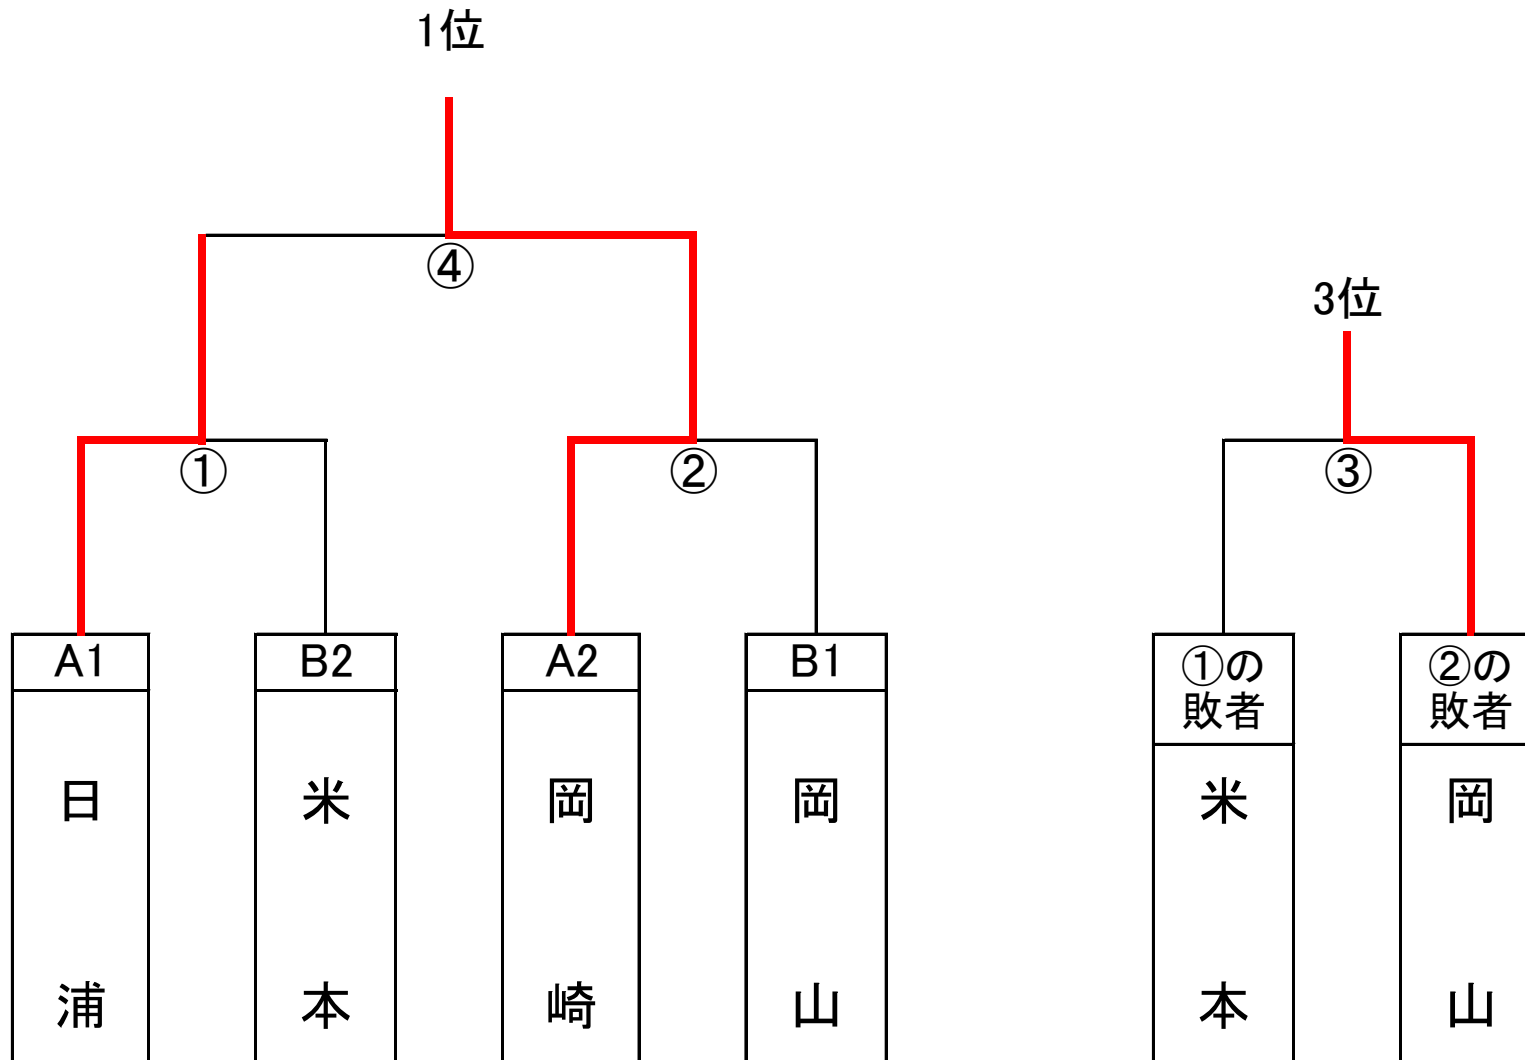 1位
④
3位
①
②
③
A1
B2
A2
B1
①の
敗者
②の
敗者
日浦
米本
岡崎
岡山
米本
岡山